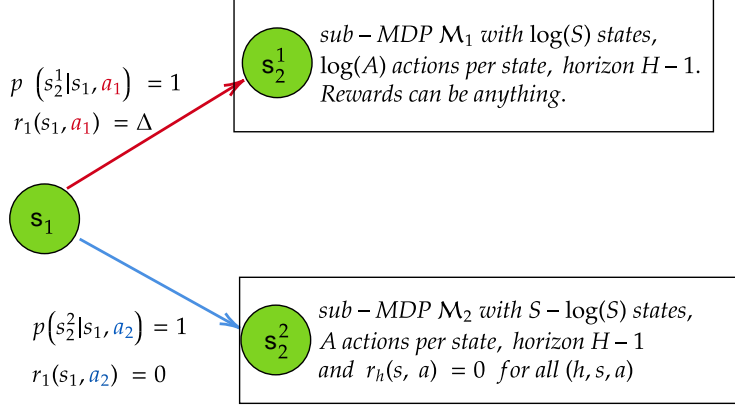 s₂¹
sub – MDP M₁ with log(S) states,
log(A) actions per state, horizon H – 1.
Rewards can be anything.
p (s₂¹|s₁, a₁) = 1
r₁(s₁, a₁) = Δ
s₁
p(s₂²|s₁, a₂) = 1
r₁(s₁, a₂) = 0
s₂²
sub – MDP M₂ with S – log(S) states,
A actions per state, horizon H – 1
and r_h(s, a) = 0 for all (h, s, a)